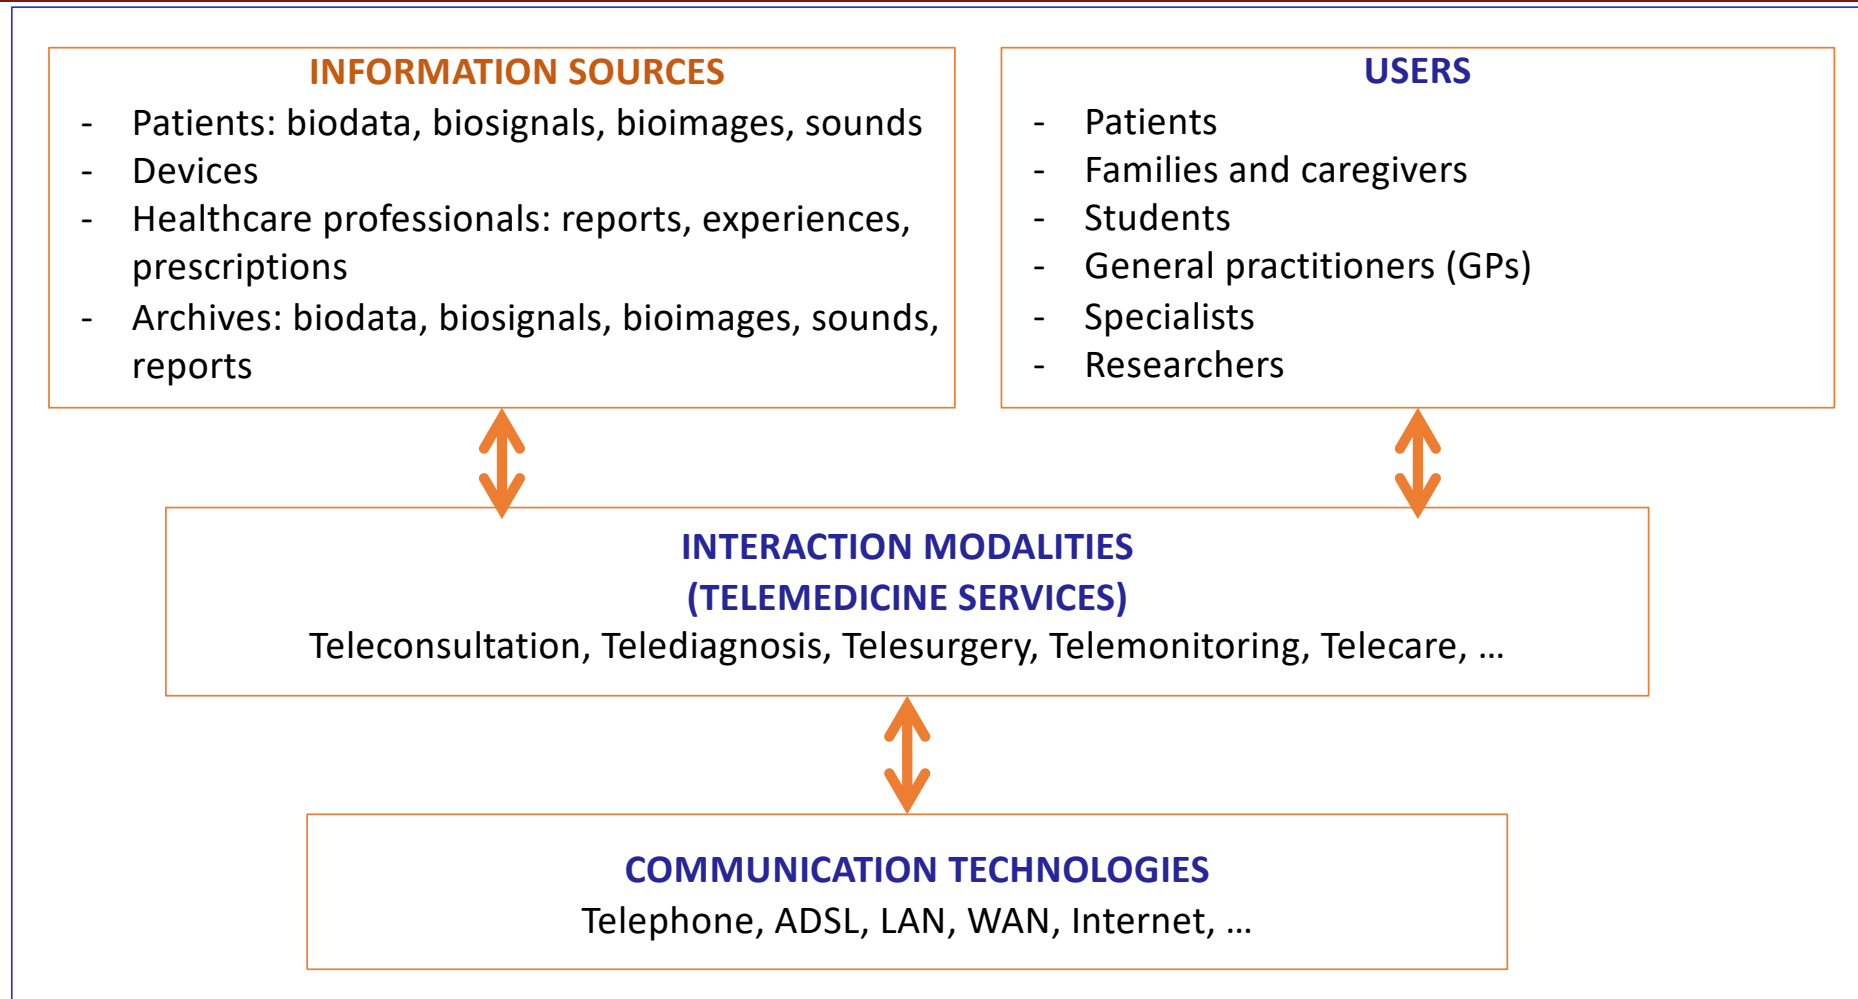 INFORMATION SOURCES
- Patients: biodata, biosignals, bioimages, sounds
- Devices
- Healthcare professionals: reports, experiences,
prescriptions
- Archives: biodata, biosignals, bioimages, sounds,
reports
USERS
- Patients
- Families and caregivers
- Students
- General practitioners (GPs)
- Specialists
- Researchers
INTERACTION MODALITIES
(TELEMEDICINE SERVICES)
Teleconsultation, Telediagnosis, Telesurgery, Telemonitoring, Telecare, ...
COMMUNICATION TECHNOLOGIES
Telephone, ADSL, LAN, WAN, Internet, ...